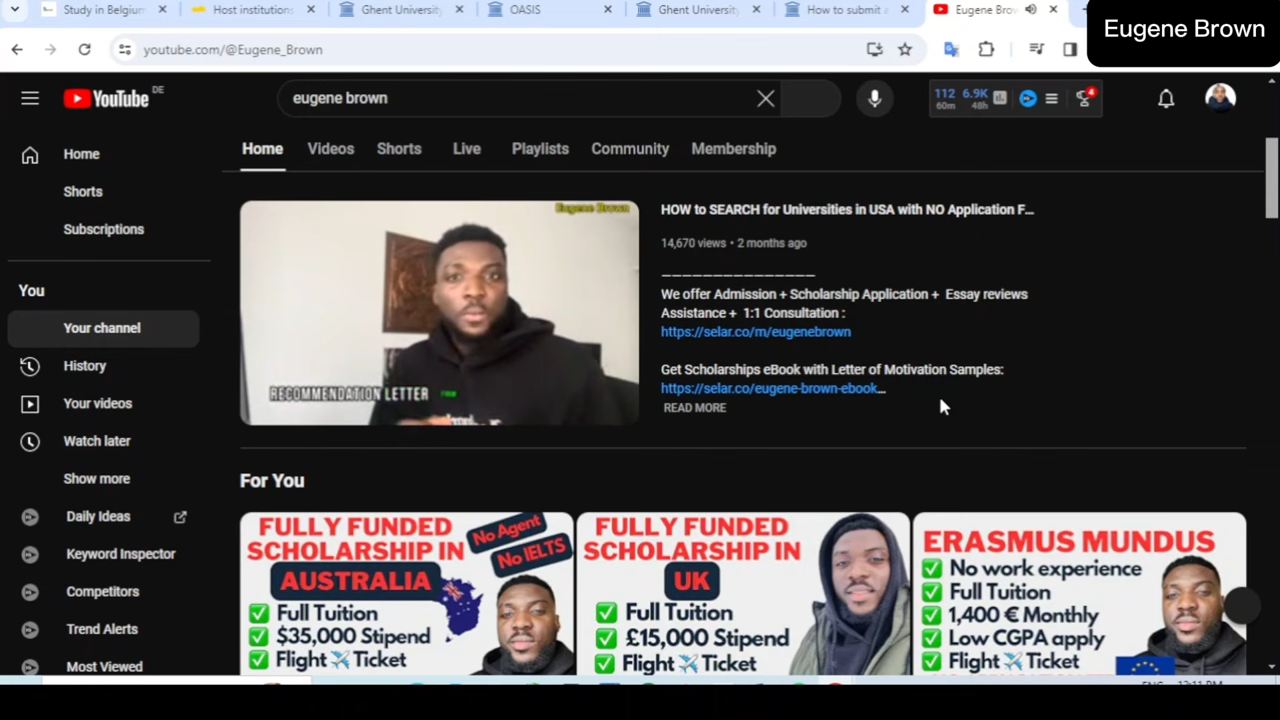 Study in Belgium
Host institutions
Ghent University
OASIS
Ghent University
How to submit a
Eugene Brow
Eugene Brown
youtube.com/@Eugene_Brown
YouTube DE
eugene brown
112 6.9K
60m 48h
4
Home Videos Shorts Live Playlists Community Membership
Home
Shorts
Subscriptions
You
Your channel
History
Your videos
Watch later
Show more
Daily Ideas
Keyword Inspector
Competitors
Trend Alerts
Most Viewed
Eugene Brown
RECOMMENDATION LETTER FROM
HOW to SEARCH for Universities in USA with NO Application F...
14,670 views • 2 months ago
_______________
We offer Admission + Scholarship Application + Essay reviews
Assistance + 1:1 Consultation :
https://selar.co/m/eugenebrown
Get Scholarships eBook with Letter of Motivation Samples:
https://selar.co/eugene-brown-ebook...
READ MORE
For You
FULLY FUNDED
SCHOLARSHIP IN
AUSTRALIA
No Agent
No IELTS
✅ Full Tuition
✅ $35,000 Stipend
✅ Flight ✈️ Ticket
FULLY FUNDED
SCHOLARSHIP IN
UK
✅ Full Tuition
✅ £15,000 Stipend
✅ Flight ✈️ Ticket
ERASMUS MUNDUS
✅ No work experience
✅ Full Tuition
✅ 1,400 € Monthly
✅ Low CGPA apply
✅ Flight ✈️ Ticket